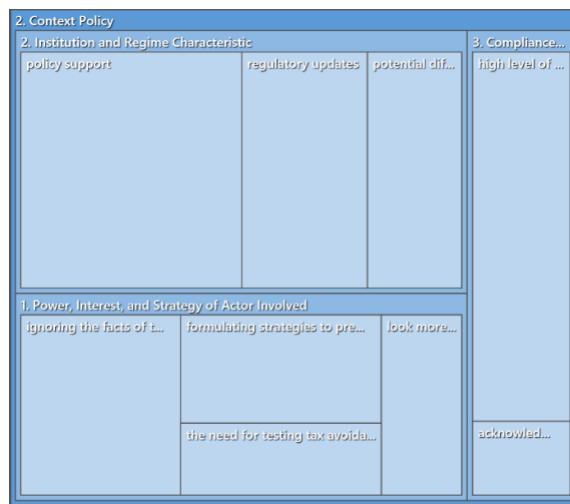 2. Context Policy
2. Institution and Regime Characteristic
policy support
regulatory updates
potential dif...
3. Compliance...
high level of ...
acknowled...
1. Power, Interest, and Strategy of Actor Involved
ignoring the facts of t...
formulating strategies to pre...
look more...
the need for testing tax avoida...